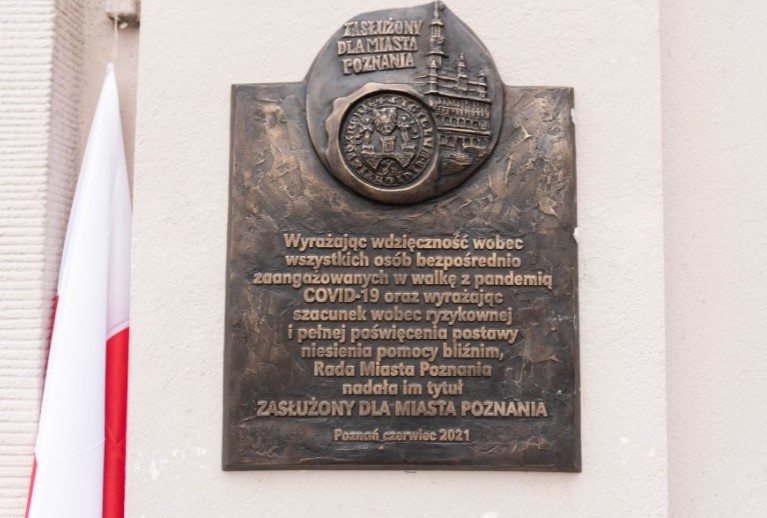 ZASŁUŻONY
DLA MIASTA
POZNANIA
Wyrażając wdzięczność wobec
wszystkich osób bezpośrednio
zaangażowanych w walkę z pandemią
COVID-19 oraz wyrażając
szacunek wobec ryzykownej
i pełnej poświęcenia postawy
niesienia pomocy bliźnim,
Rada Miasta Poznania
nadała im tytuł
ZASŁUŻONY DLA MIASTA POZNANIA
Poznań czerwiec 2021